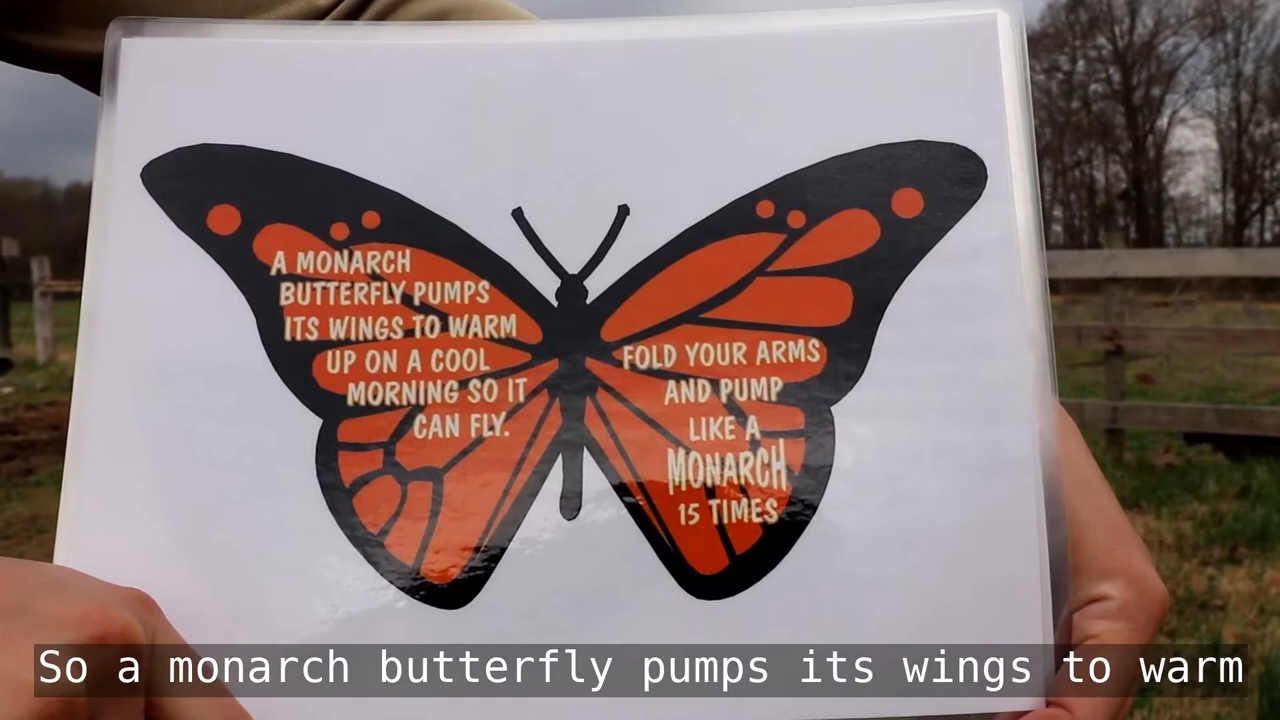 A MONARCH
BUTTERFLY PUMPS
ITS WINGS TO WARM
UP ON A COOL
MORNING SO IT
CAN FLY.
FOLD YOUR ARMS
AND PUMP
LIKE A
MONARCH
15 TIMES
So a monarch butterfly pumps its wings to warm